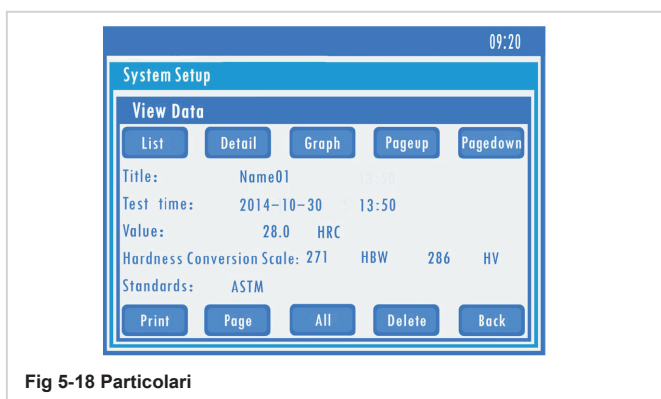 09:20
System Setup
View Data
List Detail Graph Pageup Pagedown
Title: Name01 13:50
Test time: 2014-10-30 13:50
Value: 28.0 HRC
Hardness Conversion Scale: 271 HBW 286 HV
Standards: ASTM
Print Page All Delete Back
Fig 5-18 Particolari